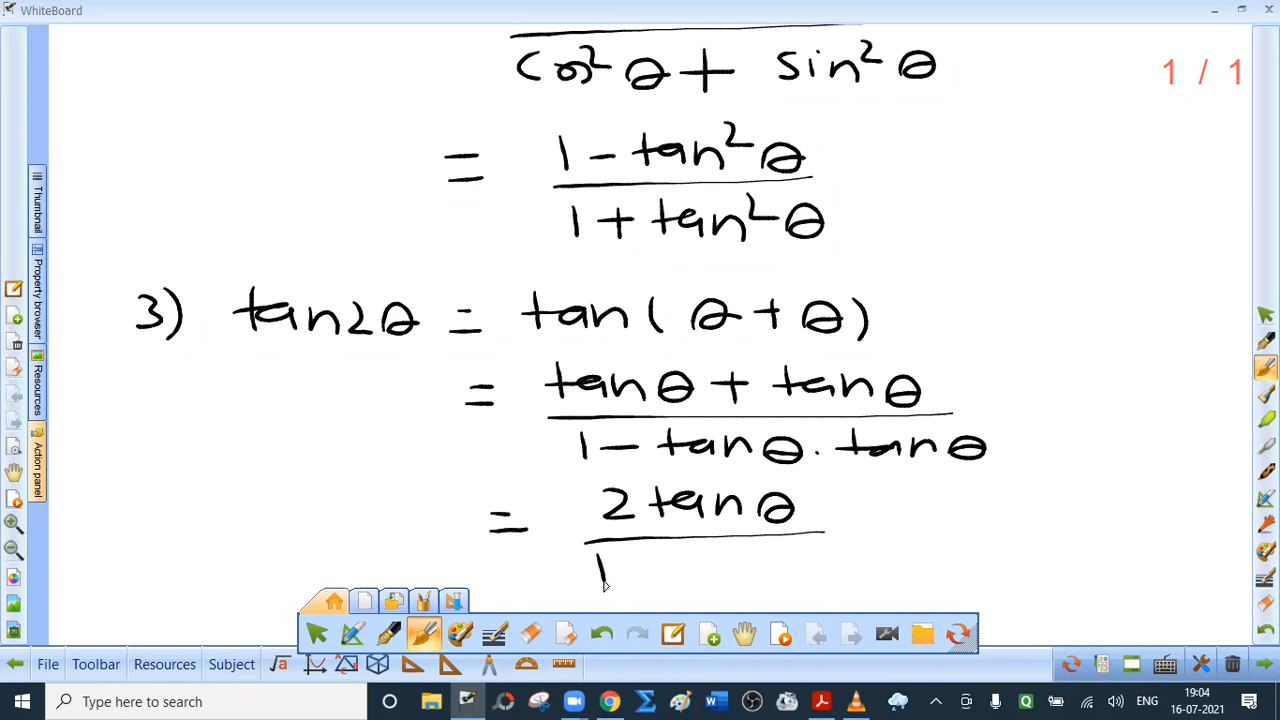 WhiteBoard
cos²θ + sin²θ
1 / 1
= 1 - tan²θ
1 + tan²θ
3) tan2θ = tan( θ + θ)
= tanθ + tanθ
1 - tanθ . tanθ
= 2 tanθ
1
Thumbnail
Property browser
Resources
Action panel
File
Toolbar
Resources
Subject
Type here to search
ENG
19:04
16-07-2021